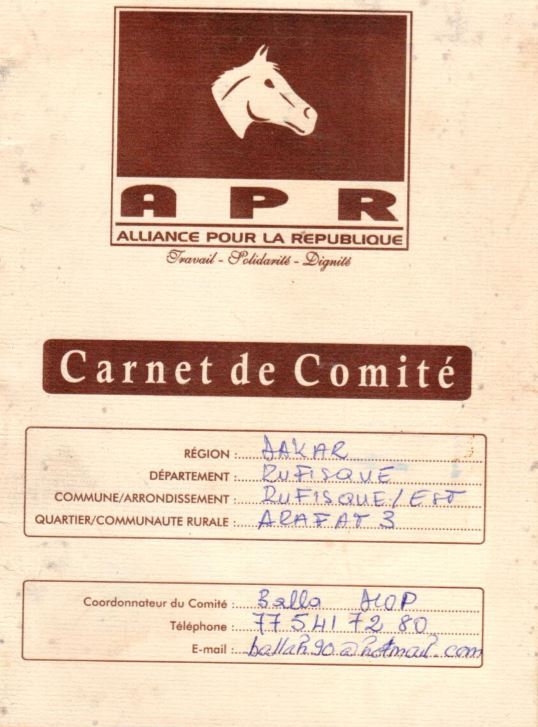 APR
ALLIANCE POUR LA REPUBLIQUE
Travail - Solidarité - Dignité
Carnet de Comité
RÉGION : DAKAR
DÉPARTEMENT : RUFISQUE
COMMUNE/ARRONDISSEMENT : RUFISQUE/EST
QUARTIER/COMMUNAUTE RURALE : ARAFAT 3
Coordonnateur du Comité : Balla
Téléphone : 77 541 72 80
E-mail : ballah90@hotmail.com